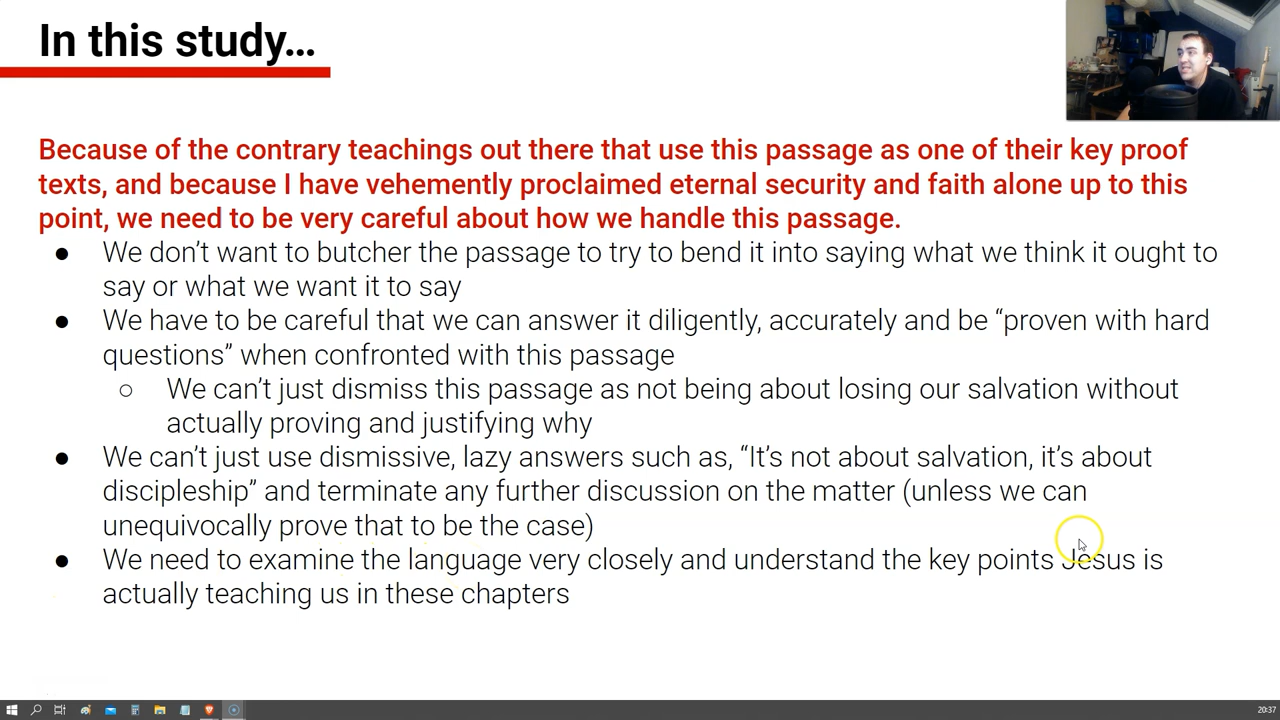 In this study…
Because of the contrary teachings out there that use this passage as one of their key proof
texts, and because I have vehemently proclaimed eternal security and faith alone up to this
point, we need to be very careful about how we handle this passage.
● We don’t want to butcher the passage to try to bend it into saying what we think it ought to
say or what we want it to say
● We have to be careful that we can answer it diligently, accurately and be “proven with hard
questions” when confronted with this passage
○ We can’t just dismiss this passage as not being about losing our salvation without
actually proving and justifying why
● We can’t just use dismissive, lazy answers such as, “It’s not about salvation, it’s about
discipleship” and terminate any further discussion on the matter (unless we can
unequivocally prove that to be the case)
● We need to examine the language very closely and understand the key points Jesus is
actually teaching us in these chapters
20:37